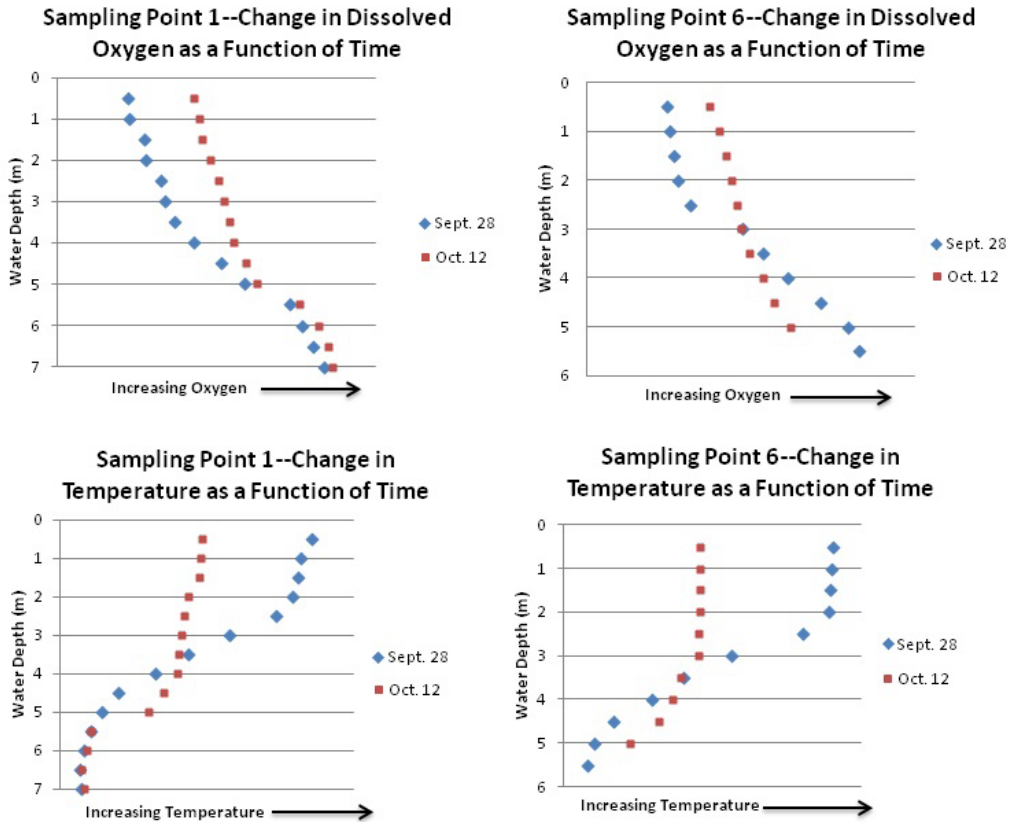 Sampling Point 1--Change in Dissolved
Oxygen as a Function of Time
0
1
2
3
4
5
6
7
Water Depth (m)
Sept. 28
Oct. 12
Increasing Oxygen
Sampling Point 6--Change in Dissolved
Oxygen as a Function of Time
0
1
2
3
4
5
6
Water Depth (m)
Sept. 28
Oct. 12
Increasing Oxygen
Sampling Point 1--Change in
Temperature as a Function of Time
0
1
2
3
4
5
6
7
Water Depth (m)
Sept. 28
Oct. 12
Increasing Temperature
Sampling Point 6--Change in
Temperature as a Function of Time
0
1
2
3
4
5
6
Water Depth (m)
Sept. 28
Oct. 12
Increasing Temperature